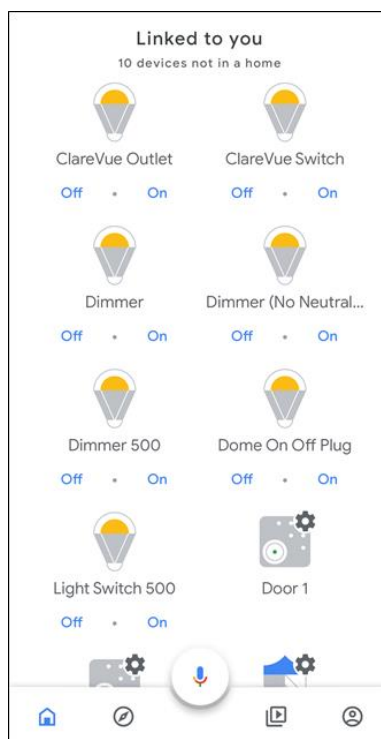 Linked to you
10 devices not in a home
ClareVue Outlet
ClareVue Switch
Off • On
Off • On
Dimmer
Dimmer (No Neutral...
Off • On
Off • On
Dimmer 500
Dome On Off Plug
Off • On
Off • On
Light Switch 500
Door 1
Off • On